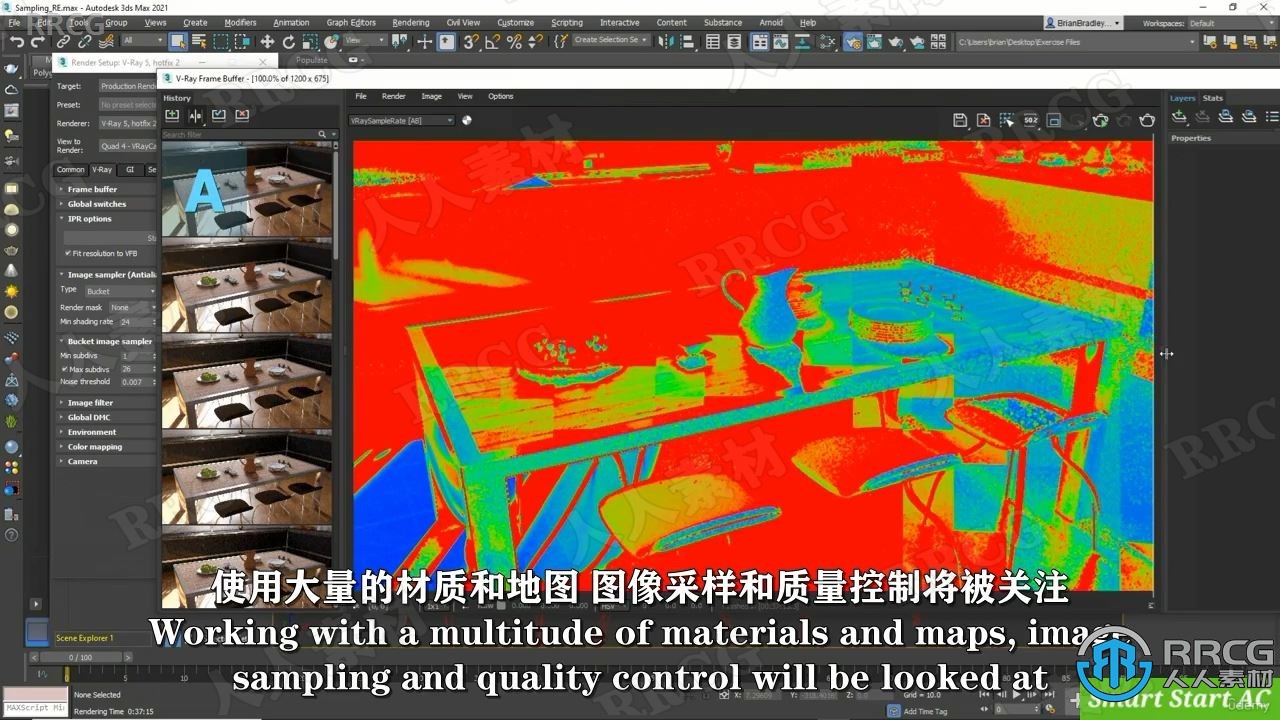 Sampling_RE.max - Autodesk 3ds Max 2021
File Edit Tools Group Views Create Modifiers Animation Graph Editors Rendering Civil View Customize Scripting Interactive Content Substance Arnold Help
BrianBradley... Workspaces: Default
All View Create Selection Se C:\Users\brian\Desktop\Exercise Files
Populate
Render Setup: V-Ray 5, hotfix 2
V-Ray Frame Buffer - [100.0% of 1200 x 675]
Target: Production Rend
Preset: No preset selec
Renderer: V-Ray 5, hotfix 2
View to Render: Quad 4 - VRayCa
Common V-Ray GI Se
Frame buffer
Global switches
IPR options
Fit resolution to VFB
Image sampler (Antialia
Type Bucket
Render mask None
Min shading rate 24
Bucket image sampler
Min subdivs 1
Max subdivs 26
Noise threshold 0.007
Image filter
Global DMC
Environment
Color mapping
Camera
History
Search filter
A
File Render Image View Options
VRaySampleRate [AB]
Layers Stats
Properties
使用大量的材质和地图 图像采样和质量控制将被关注
Working with a multitude of materials and maps, image
sampling and quality control will be looked at
Scene Explorer 1
0 / 100
0 5 10
None Selected
MAXScript Mi
Rendering Time 0:37:15
Grid = 10.0
Add Time Tag
RRCG
人人素材
Smart Start AC
Udemy